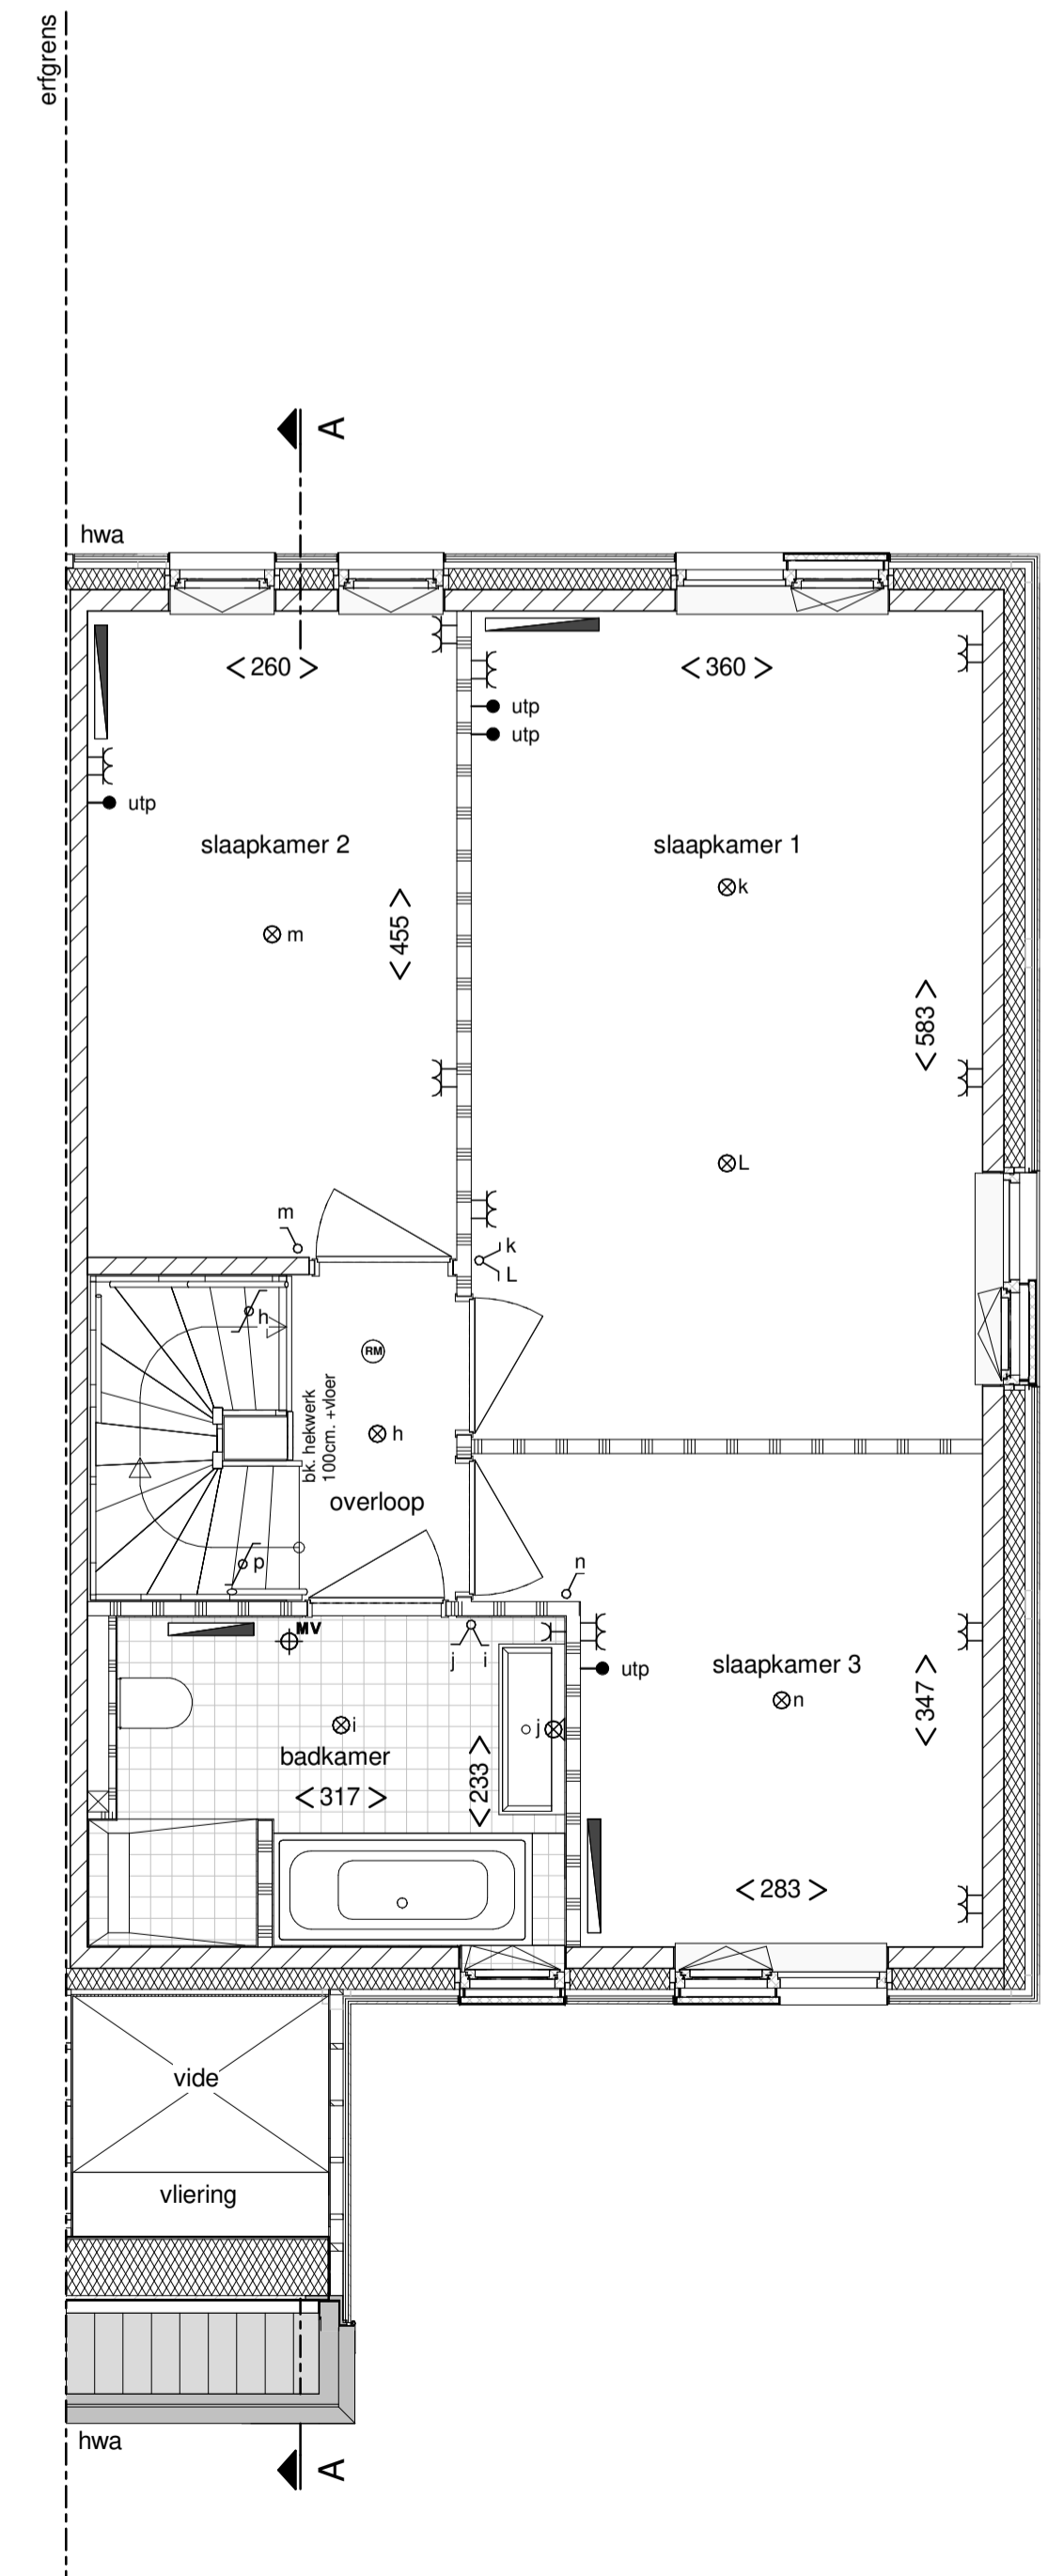 erfgrens
A
hwa
< 260 >
< 360 >
utp
utp
utp
slaapkamer 2
slaapkamer 1
k
m
< 455 >
< 583 >
L
m
k
L
h
RM
h
bk. hekwerk
100cm. +vloer
overloop
p
n
MV
j i
utp
slaapkamer 3
n
i
j
badkamer
< 317 >
< 233 >
< 347 >
< 283 >
vide
vliering
hwa
A